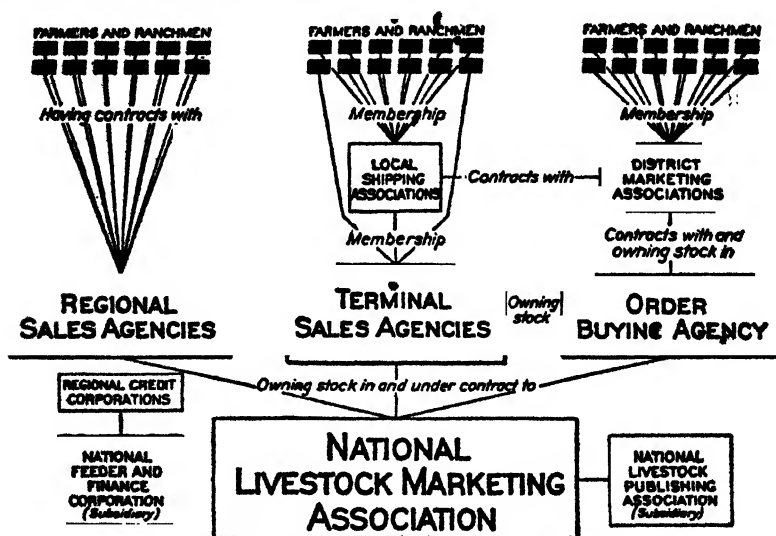 FARMERS AND RANCHMEN
FARMERS AND RANCHMEN
FARMERS AND RANCHMEN
Having contracts with
Membership
Membership
LOCAL
SHIPPING
ASSOCIATIONS
Contracts with
DISTRICT
MARKETING
ASSOCIATIONS
Membership
Contracts with and
owning stock in
REGIONAL
SALES AGENCIES
TERMINAL
SALES AGENCIES
Owning
stock
ORDER
BUYING AGENCY
Owning stock in and under contract to
REGIONAL CREDIT
CORPORATIONS
NATIONAL
FEEDER AND
FINANCE
CORPORATION
(Subsidiary)
NATIONAL
LIVESTOCK MARKETING
ASSOCIATION
NATIONAL
LIVESTOCK
PUBLISHING
ASSOCIATION
(Subsidiary)